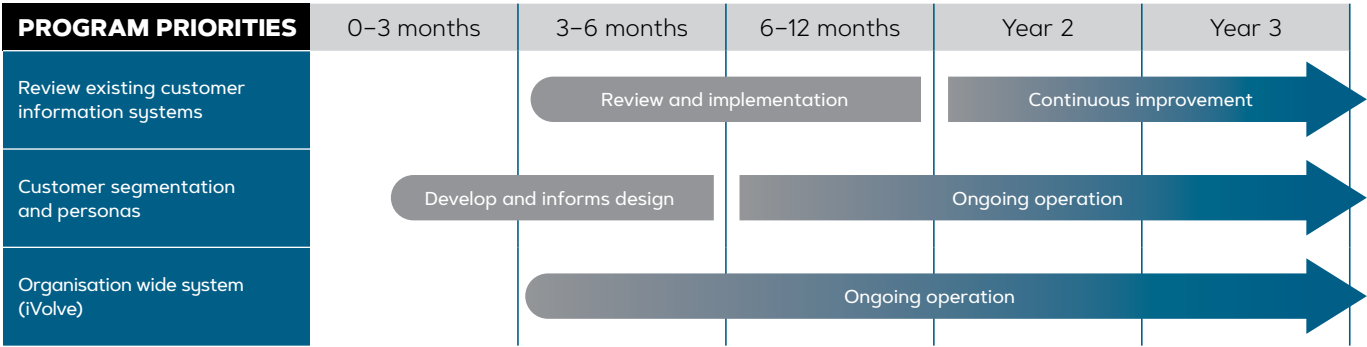 PROGRAM PRIORITIES
0–3 months
3–6 months
6–12 months
Year 2
Year 3
Review existing customer
information systems
Review and implementation
Continuous improvement
Customer segmentation
and personas
Develop and informs design
Ongoing operation
Organisation wide system
(iVolve)
Ongoing operation